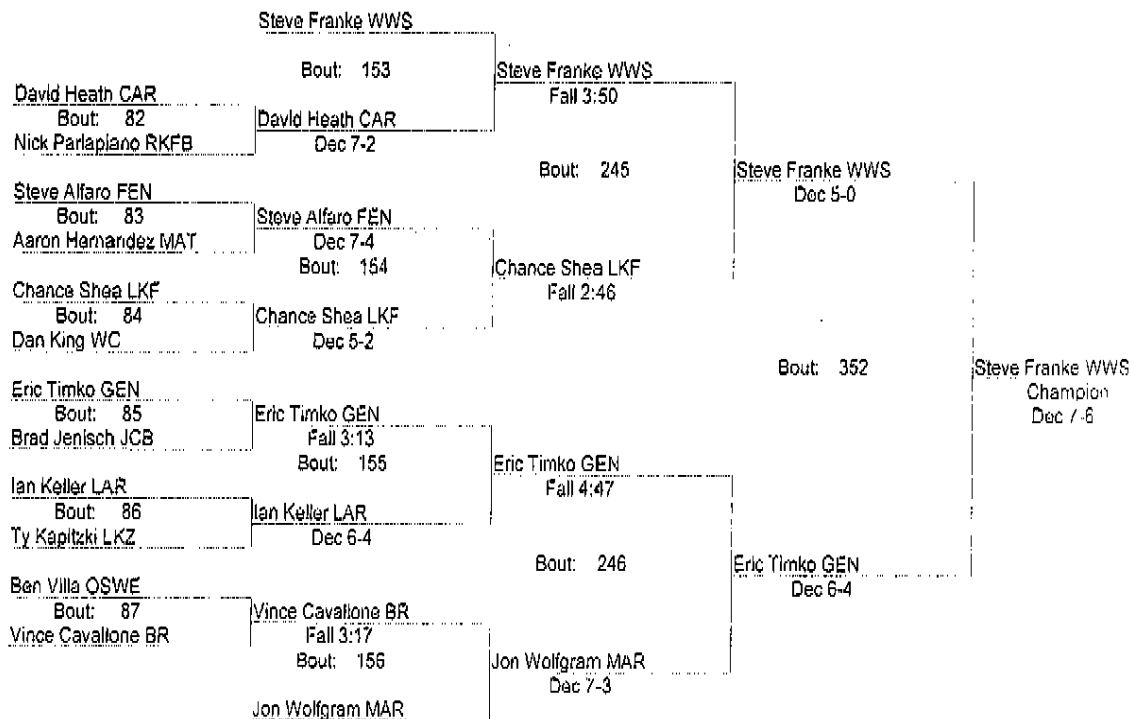 Steve Franke WWS
Bout: 153
Steve Franke WWS
Fall 3:50
David Heath CAR
Bout: 82
Nick Parlapiano RKFB
David Heath CAR
Dec 7-2
Bout: 245
Steve Franke WWS
Dec 5-0
Steve Alfaro FEN
Bout: 83
Aaron Hernandez MAT
Steve Alfaro FEN
Dec 7-4
Bout: 154
Chance Shea LKF
Fall 2:46
Chance Shea LKF
Bout: 84
Dan King WC
Chance Shea LKF
Dec 5-2
Bout: 352
Steve Franke WWS
Champion
Dec 7-6
Eric Timko GEN
Bout: 85
Brad Jenisch JCB
Eric Timko GEN
Fall 3:13
Bout: 155
Eric Timko GEN
Fall 4:47
Ian Keller LAR
Bout: 86
Ty Kapitzki LKZ
Ian Keller LAR
Dec 6-4
Bout: 246
Eric Timko GEN
Dec 6-4
Ben Villa OSWE
Bout: 87
Vince Cavallone BR
Vince Cavallone BR
Fall 3:17
Bout: 156
Jon Wolfgram MAR
Dec 7-3
Jon Wolfgram MAR